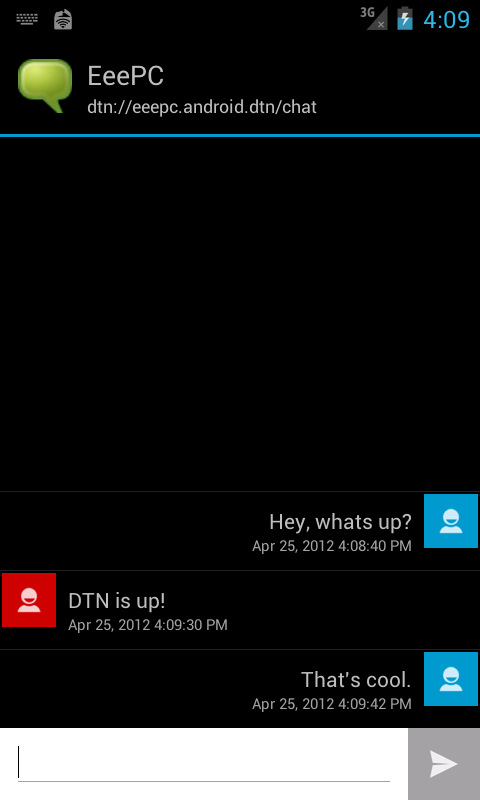 3G
4:09
EeePC
dtn://eeepc.android.dtn/chat
Hey, whats up?
Apr 25, 2012 4:08:40 PM
DTN is up!
Apr 25, 2012 4:09:30 PM
That's cool.
Apr 25, 2012 4:09:42 PM